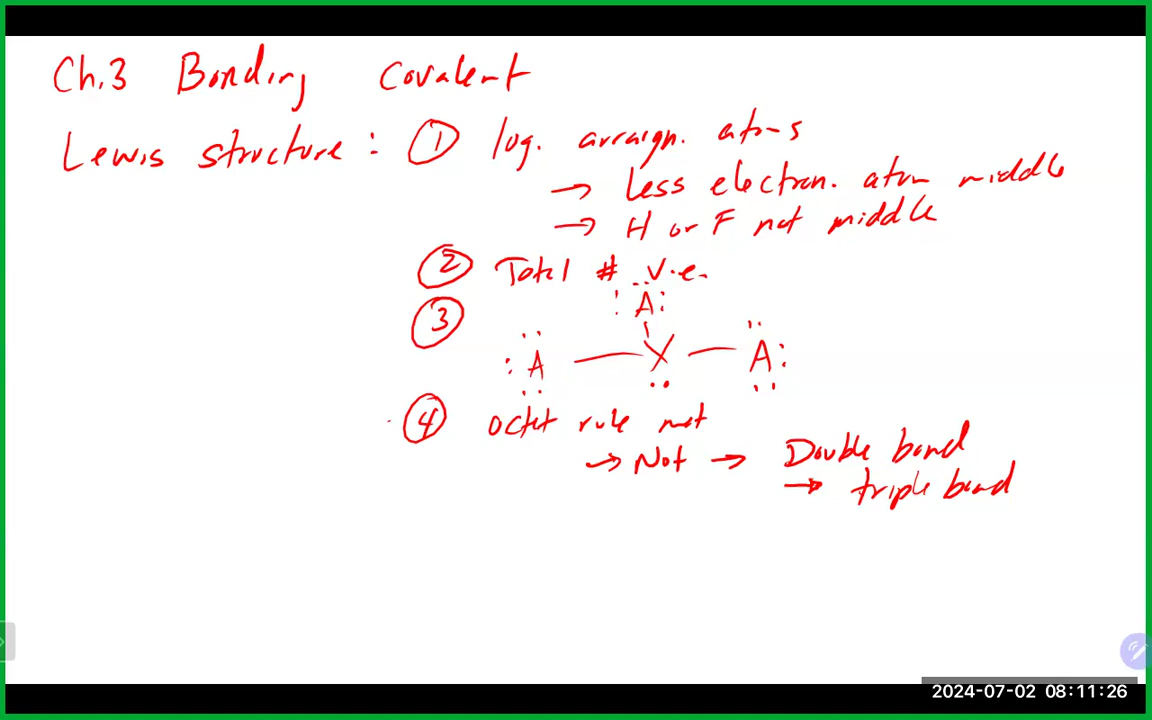 Ch.3 Bonding Covalent
Lewis structure : ① log. arraign. atoms
→ less electron. atom middle
→ H or F not middle
② Total # v.e.
③
A
A — X — A
④ octet rule met
→ Not → Double bond
→ triple bond
2024-07-02 08:11:26